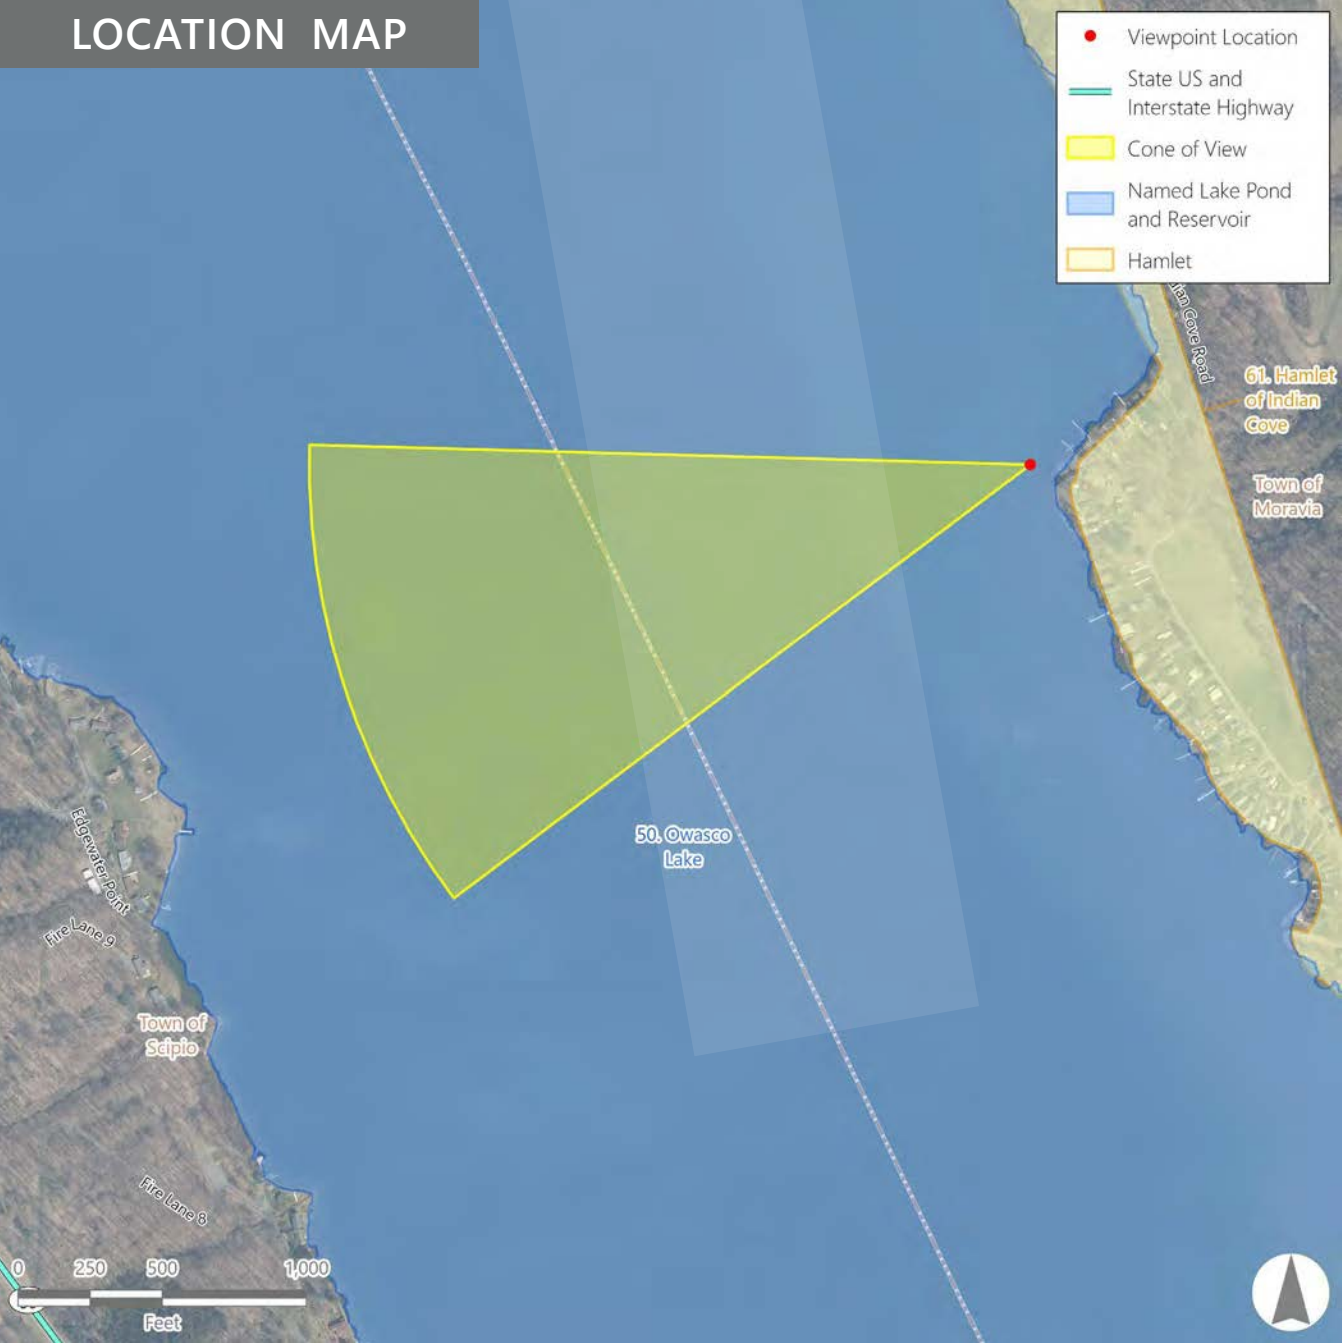 LOCATION MAP
Viewpoint Location
State US and
Interstate Highway
Cone of View
Named Lake Pond
and Reservoir
Hamlet
Cove Road
61. Hamlet
of Indian
Cove
Town of
Moravia
50. Owasco
Lake
Edgewater Point
Fire Lane 9
Town of
Scipio
Fire Lane 8
0 250 500 1,000
Feet